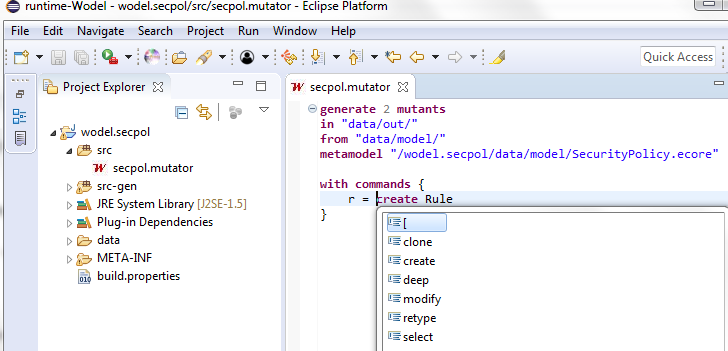 runtime-Wodel - wodel.secpol/src/secpol.mutator - Eclipse Platform
File Edit Navigate Search Project Run Window Help
Quick Access
Project Explorer
wodel.secpol
src
secpol.mutator
src-gen
JRE System Library [J2SE-1.5]
Plug-in Dependencies
data
META-INF
build.properties
secpol.mutator
generate 2 mutants
in "data/out/"
from "data/model/"
metamodel "/wodel.secpol/data/model/SecurityPolicy.ecore"
with commands {
r = create Rule
}
[
clone
create
deep
modify
retype
select